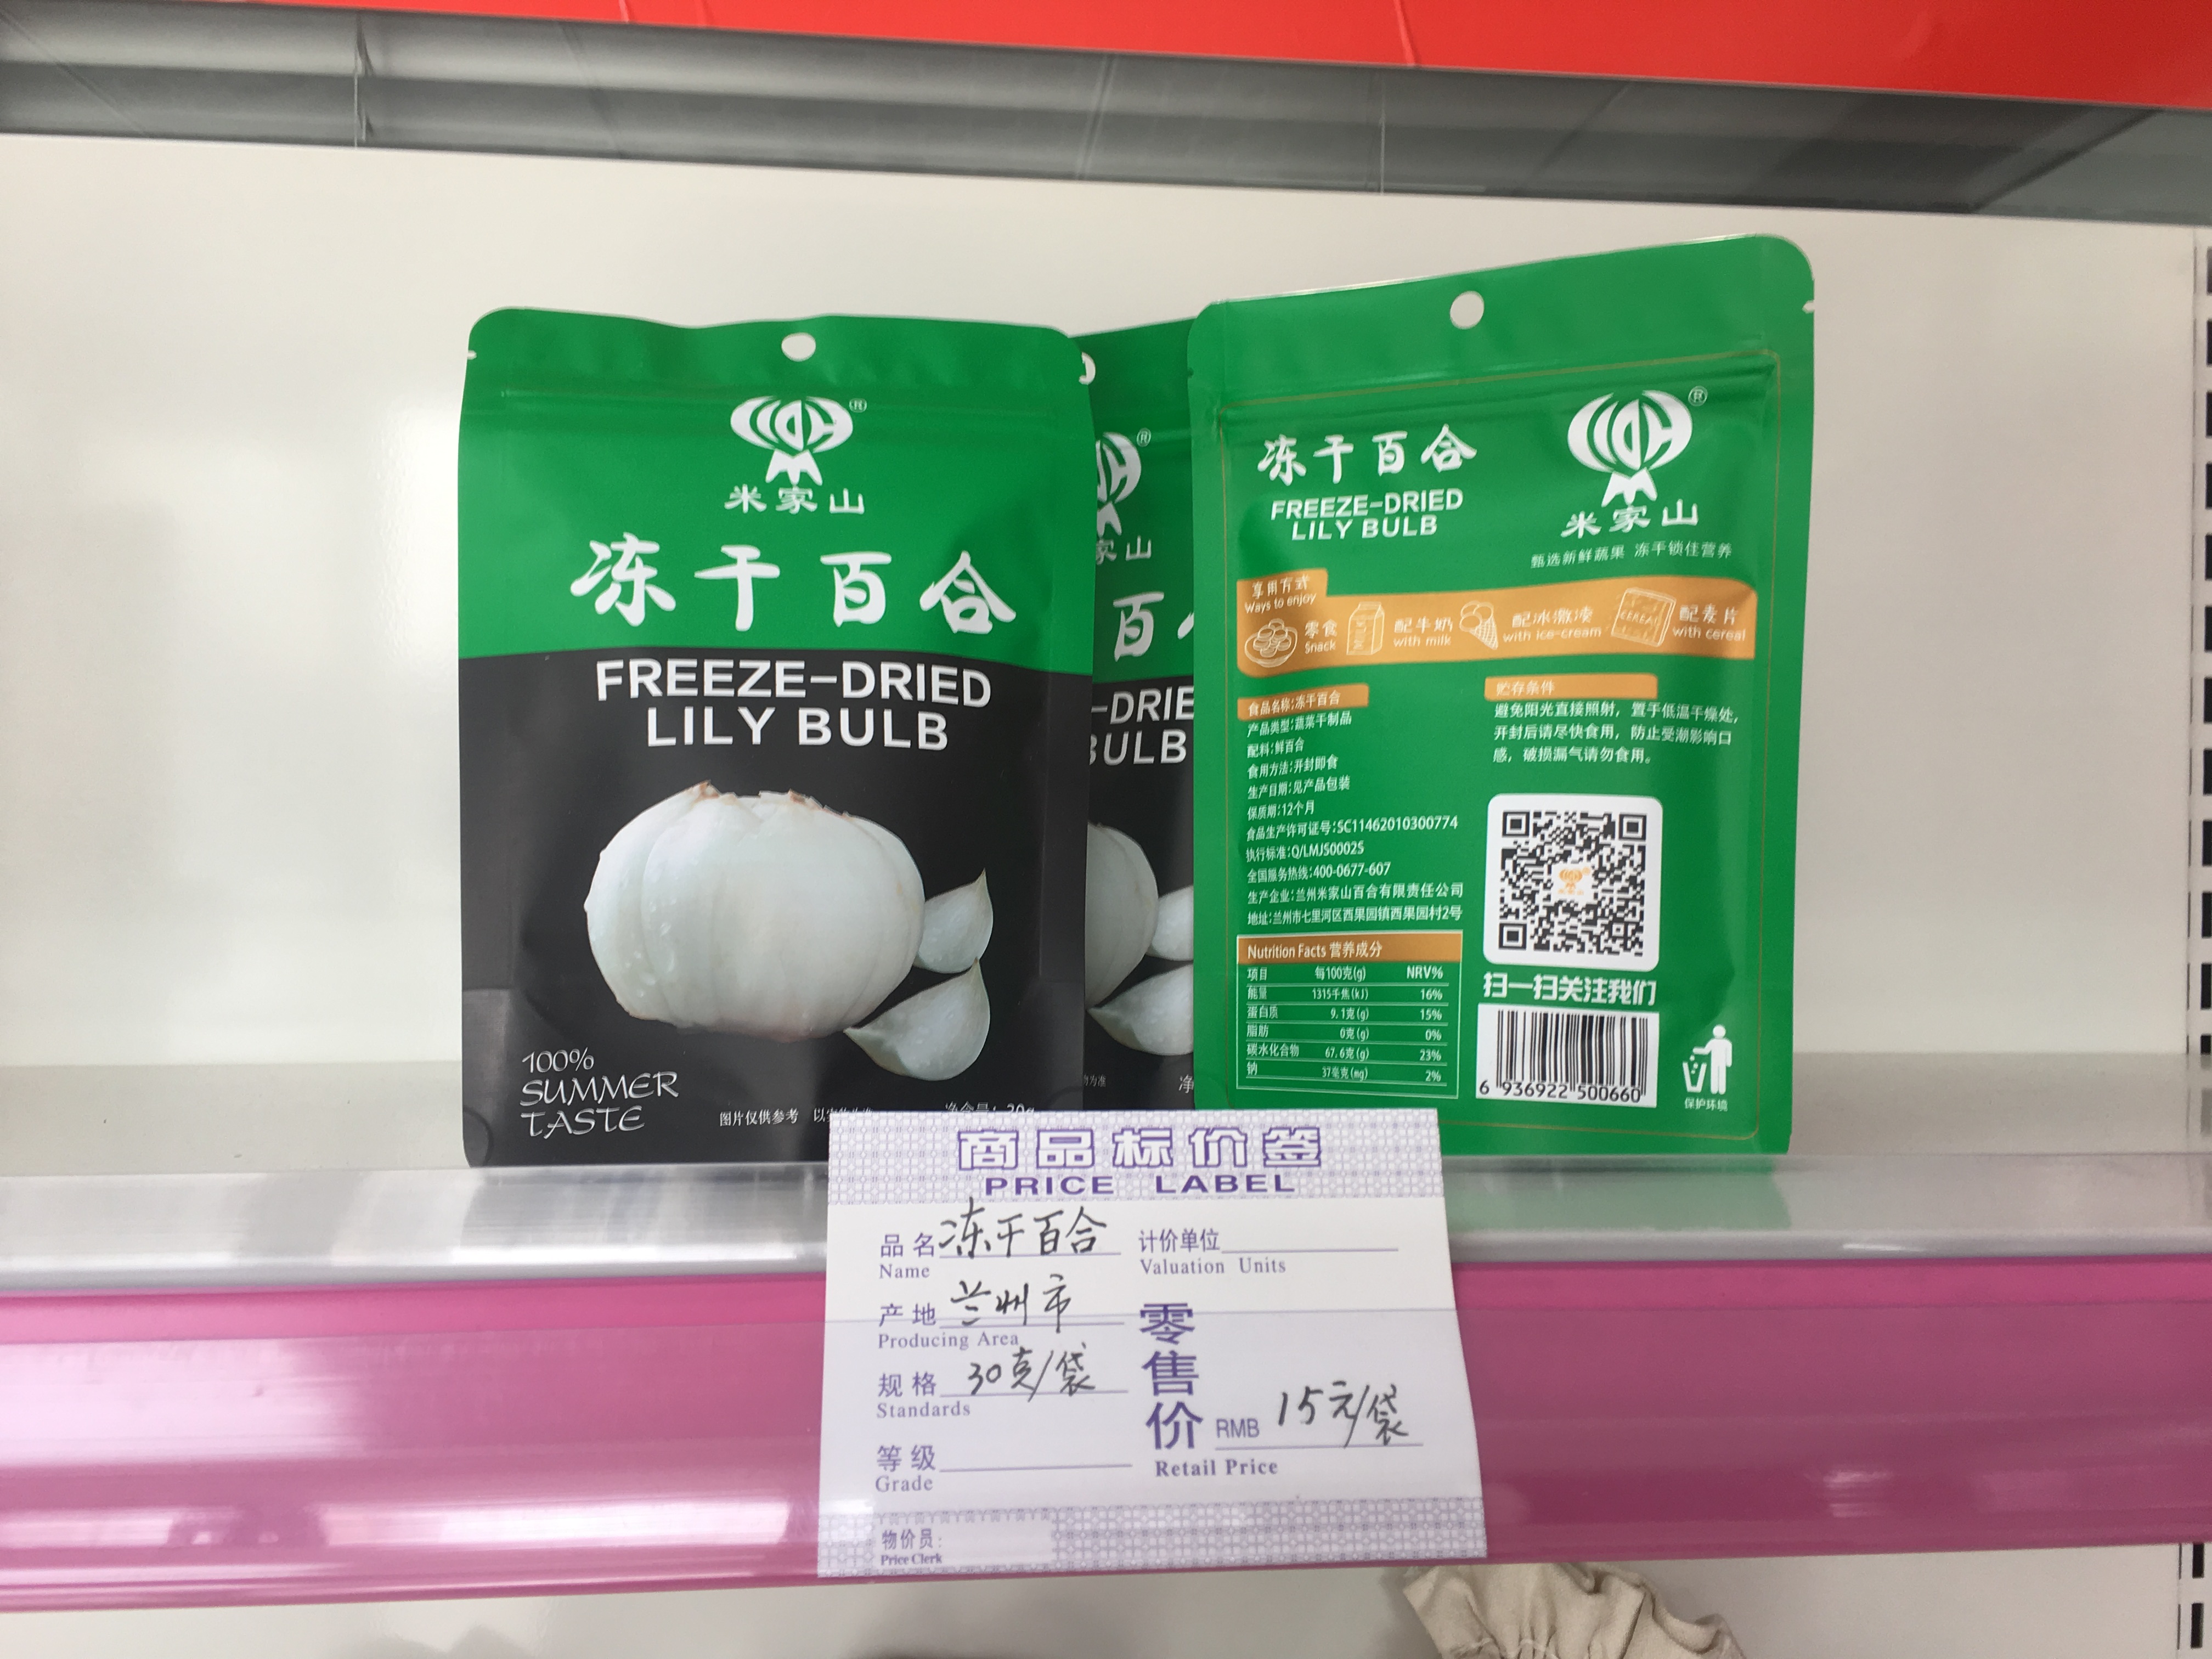 米家山
冻干百合
FREEZE-DRIED
LILY BULB
100%
SUMMER
TASTE
图片仅供参考
®
家山
百
-DRIE
BULB
净
®
冻干百合
FREEZE-DRIED
LILY BULB
米家山
甄选新鲜蔬果 冻干锁住营养
享用方式
Ways to enjoy
零食
Snack
配牛奶
with milk
配冰激凌
with ice-cream
CEREAL
配麦片
with cereal
食品名称:冻干百合
产品类型:蔬菜干制品
配料:鲜百合
食用方法:开封即食
生产日期:见产品包装
保质期:12个月
食品生产许可证号:SC11462010300774
执行标准:Q/LMJS0002S
全国服务热线:400-0677-607
生产企业:兰州米家山百合有限责任公司
地址:兰州市七里河区西果园镇西果园村2号
贮存条件
避免阳光直接照射，置于低温干燥处，
开封后请尽快食用，防止受潮影响口
感，破损漏气请勿食用。
Nutrition Facts 营养成分
项目 每100克(g) NRV%
能量 1315千焦(kJ) 16%
蛋白质 9.1克(g) 15%
脂肪 0克(g) 0%
碳水化合物 67.6克(g) 23%
钠 37毫克(mg) 2%
扫一扫关注我们
6 936922 500660
保护环境
商品标价签
PRICE LABEL
品名 冻干百合 计价单位
Name Valuation Units
产地 兰州市
Producing Area
规格 30克/袋
Standards
等级
Grade
零售价 RMB 15元/袋
Retail Price
物价员:
Price Clerk